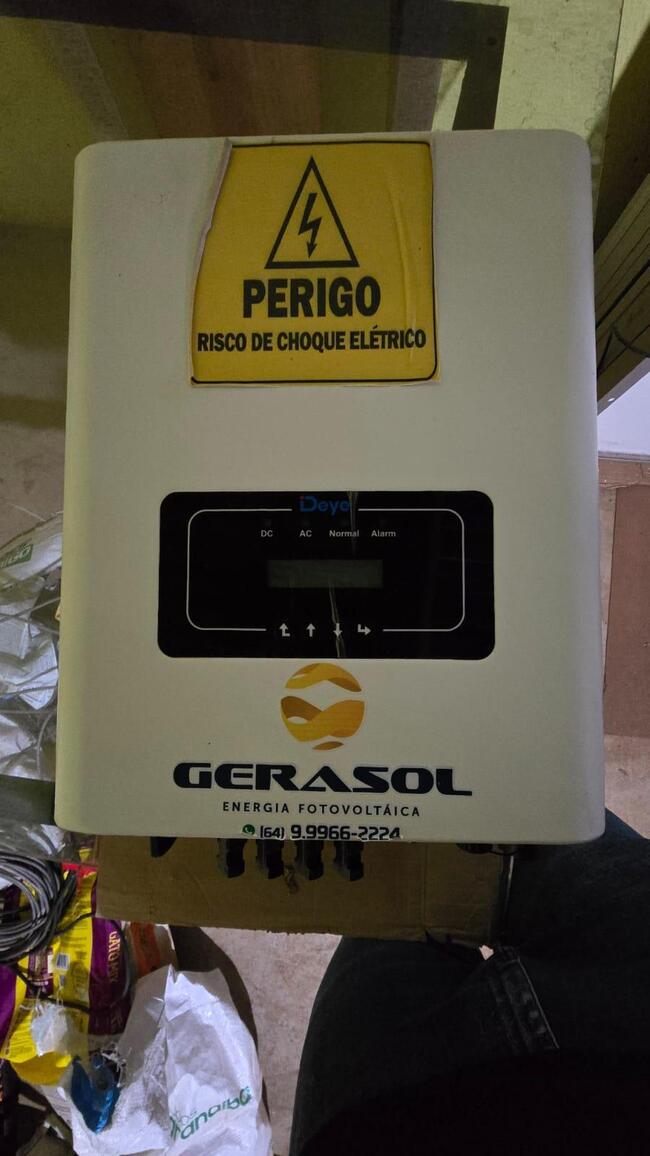 PERIGO
RISCO DE CHOQUE ELÉTRICO
Deye
DC AC Normal Alarm
GERASOL
ENERGIA FOTOVOLTÁICA
(64) 9.9966-2224